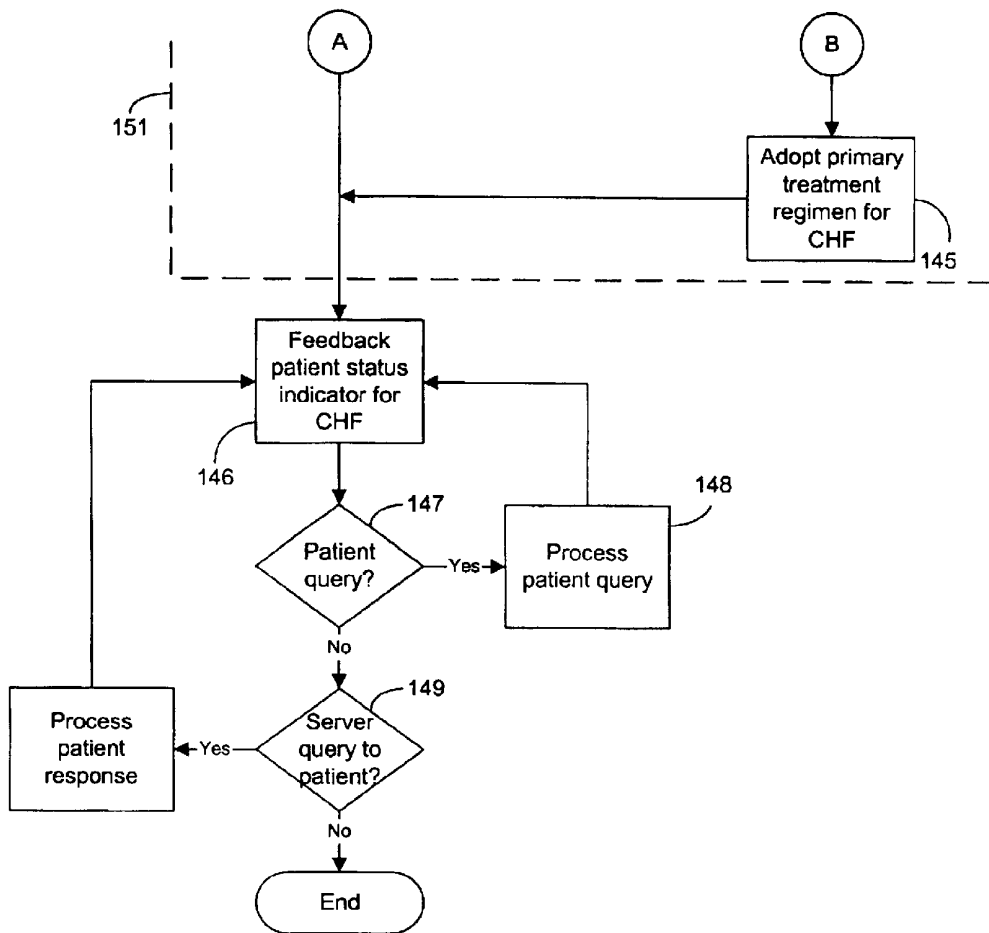 A
B
151
Adopt primary
treatment
regimen for
CHF
145
Feedback
patient status
indicator for
CHF
146
147
148
Patient
query?
Yes
Process
patient query
No
149
Process
patient
response
Yes
Server
query to
patient?
No
End